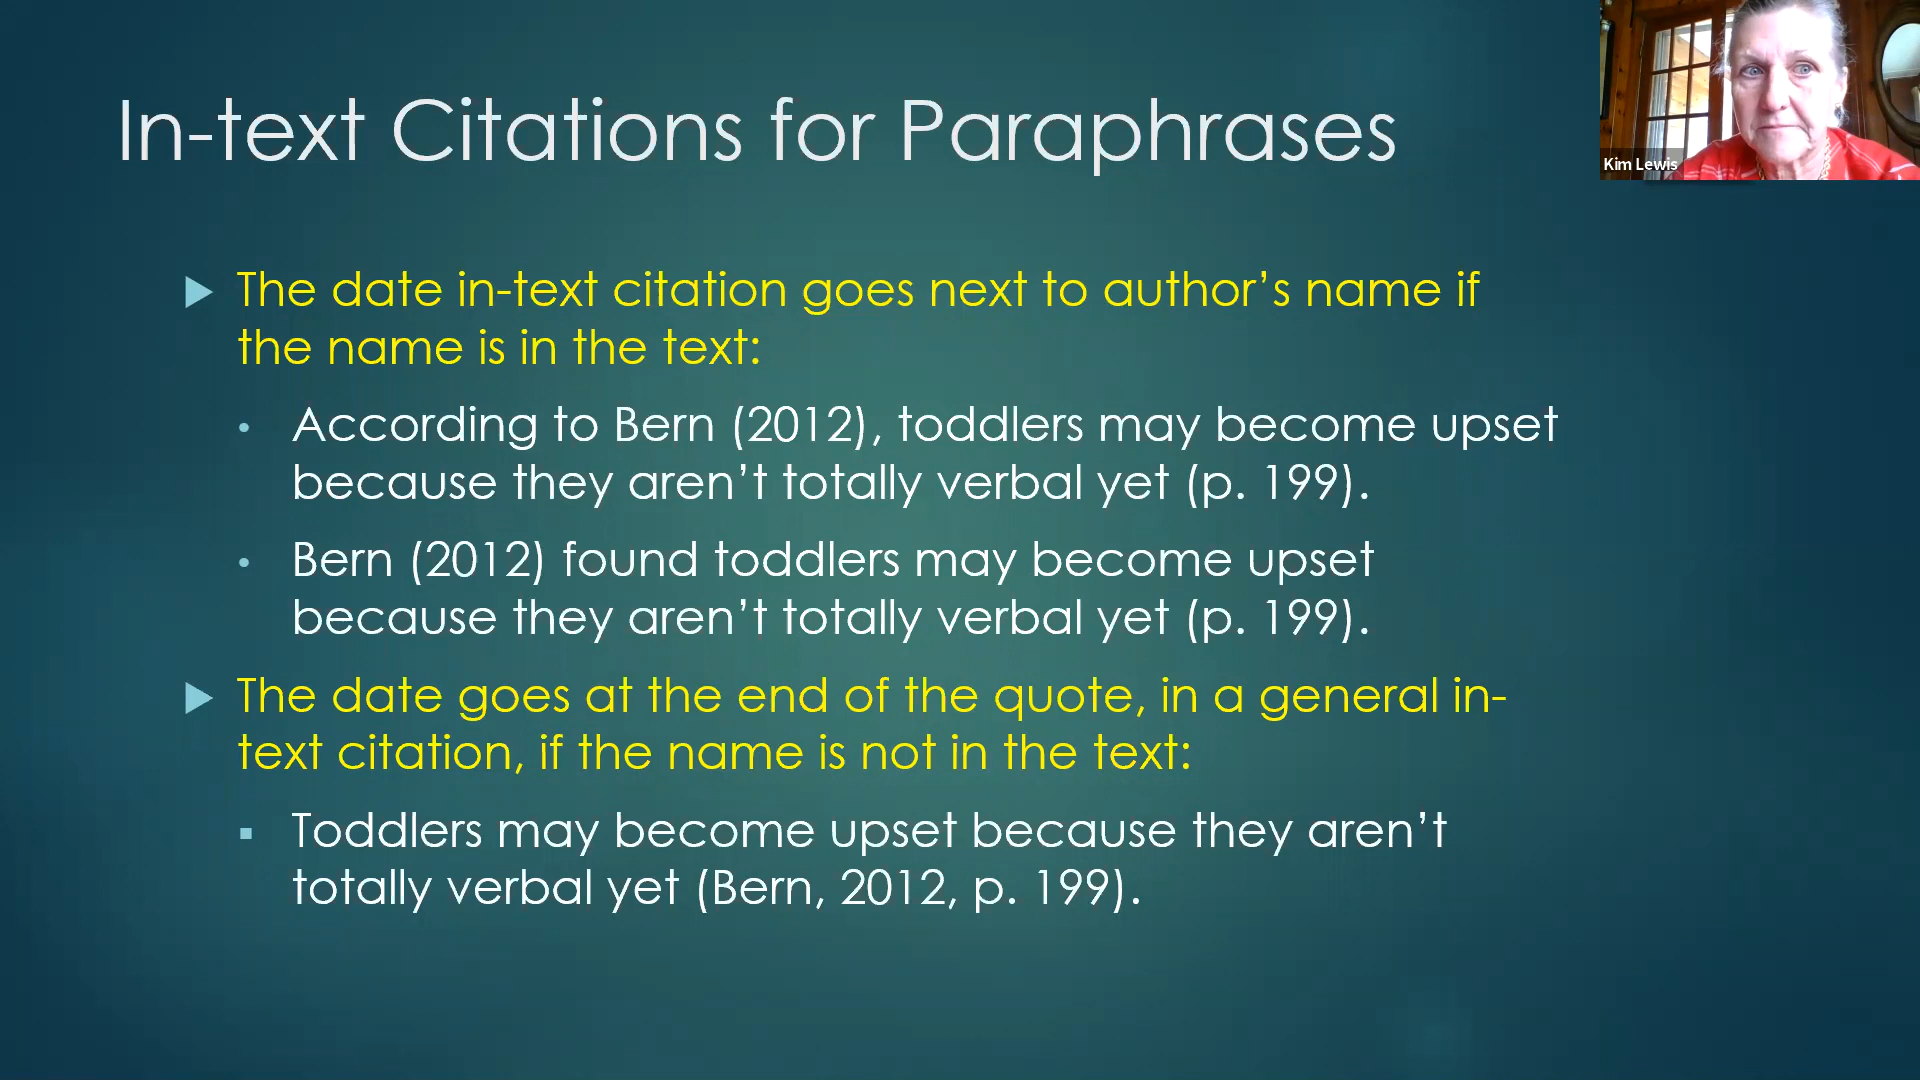 In-text Citations for Paraphrases
Kim Lewis
The date in-text citation goes next to author’s name if
the name is in the text:
According to Bern (2012), toddlers may become upset
because they aren’t totally verbal yet (p. 199).
Bern (2012) found toddlers may become upset
because they aren’t totally verbal yet (p. 199).
The date goes at the end of the quote, in a general in-
text citation, if the name is not in the text:
Toddlers may become upset because they aren’t
totally verbal yet (Bern, 2012, p. 199).